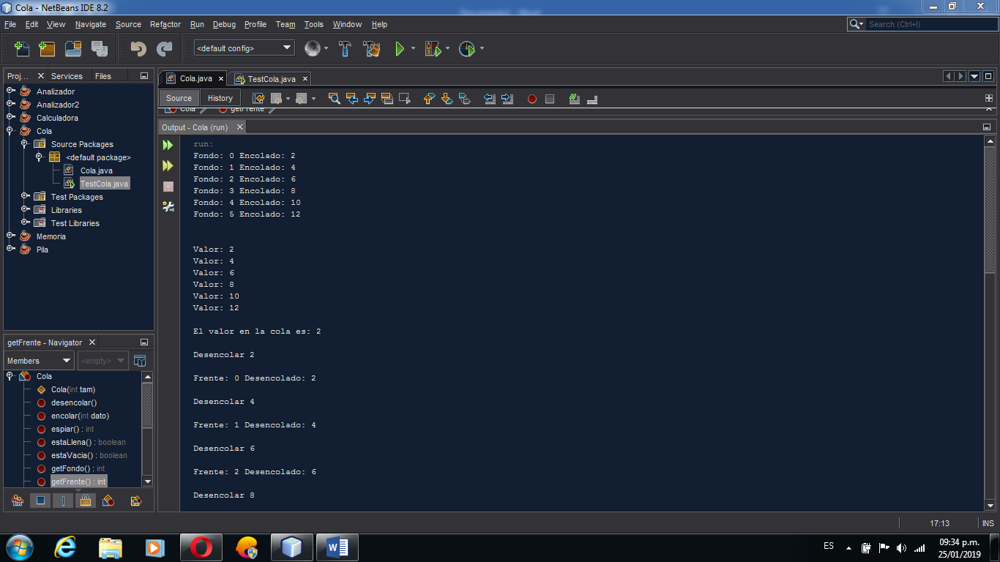 Cola - NetBeans IDE 8.2
File Edit View Navigate Source Refactor Run Debug Profile Team Tools Window Help
Search (Ctrl+I)
<default config>
Proj... Services Files
Cola.java TestCola.java
Source History
Cola getFrente
Analizador
Analizador2
Calculadora
Cola
Source Packages
<default package>
Cola.java
TestCola.java
Test Packages
Libraries
Test Libraries
Memoria
Pila
getFrente - Navigator
Members <empty>
Cola
Cola(int tam)
desencolar()
encolar(int dato)
espiar() : int
estaLlena() : boolean
estaVacia() : boolean
getFondo() : int
getFrente() : int
Output - Cola (run)
run:
Fondo: 0 Encolado: 2
Fondo: 1 Encolado: 4
Fondo: 2 Encolado: 6
Fondo: 3 Encolado: 8
Fondo: 4 Encolado: 10
Fondo: 5 Encolado: 12
Valor: 2
Valor: 4
Valor: 6
Valor: 8
Valor: 10
Valor: 12
El valor en la cola es: 2
Desencolar 2
Frente: 0 Desencolado: 2
Desencolar 4
Frente: 1 Desencolado: 4
Desencolar 6
Frente: 2 Desencolado: 6
Desencolar 8
17:13 INS
ES
09:34 p.m.
25/01/2019